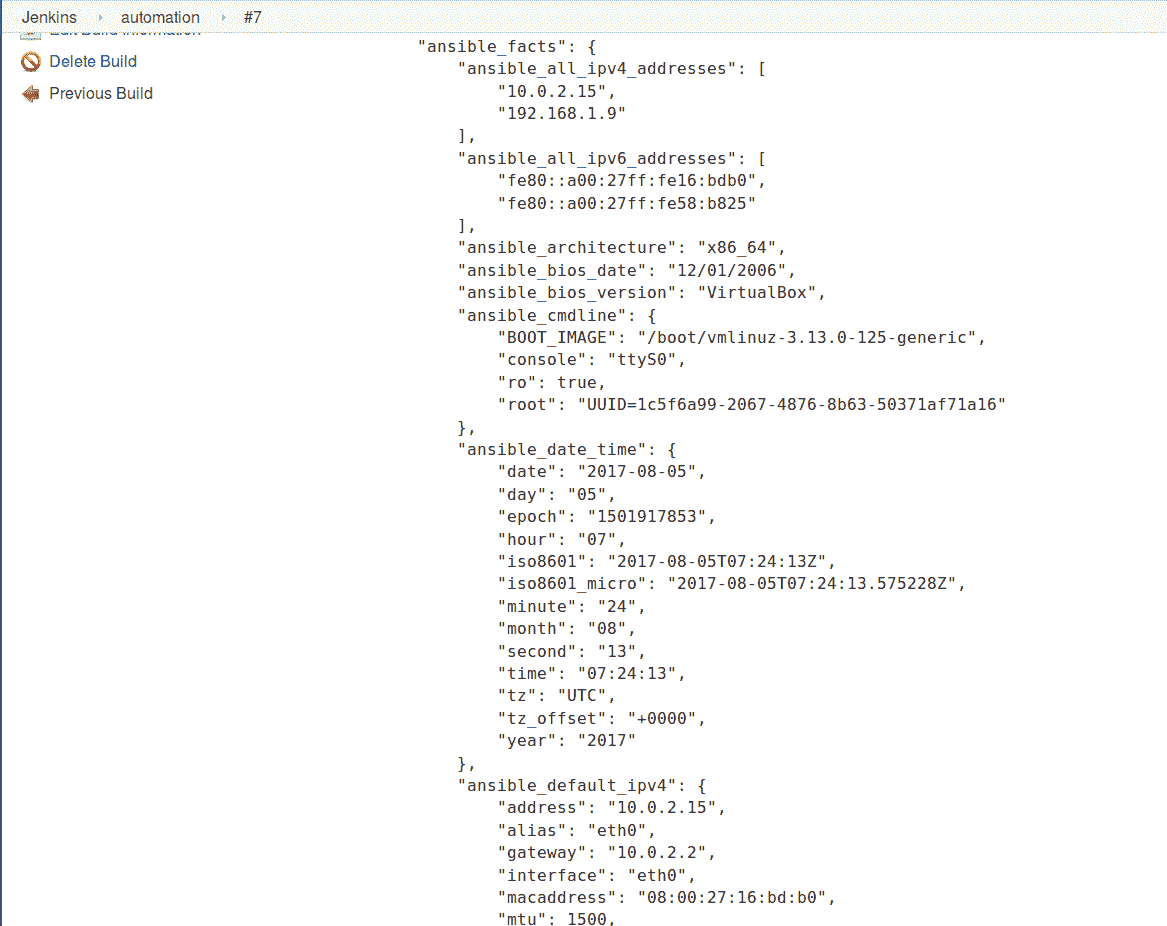 Jenkins automation #7
Edit Build Information
Delete Build
Previous Build
"ansible_facts": {
"ansible_all_ipv4_addresses": [
"10.0.2.15",
"192.168.1.9"
],
"ansible_all_ipv6_addresses": [
"fe80::a00:27ff:fe16:bdb0",
"fe80::a00:27ff:fe58:b825"
],
"ansible_architecture": "x86_64",
"ansible_bios_date": "12/01/2006",
"ansible_bios_version": "VirtualBox",
"ansible_cmdline": {
"BOOT_IMAGE": "/boot/vmlinuz-3.13.0-125-generic",
"console": "ttyS0",
"ro": true,
"root": "UUID=1c5f6a99-2067-4876-8b63-50371af71a16"
},
"ansible_date_time": {
"date": "2017-08-05",
"day": "05",
"epoch": "1501917853",
"hour": "07",
"iso8601": "2017-08-05T07:24:13Z",
"iso8601_micro": "2017-08-05T07:24:13.575228Z",
"minute": "24",
"month": "08",
"second": "13",
"time": "07:24:13",
"tz": "UTC",
"tz_offset": "+0000",
"year": "2017"
},
"ansible_default_ipv4": {
"address": "10.0.2.15",
"alias": "eth0",
"gateway": "10.0.2.2",
"interface": "eth0",
"macaddress": "08:00:27:16:bd:b0",
"mtu": 1500,